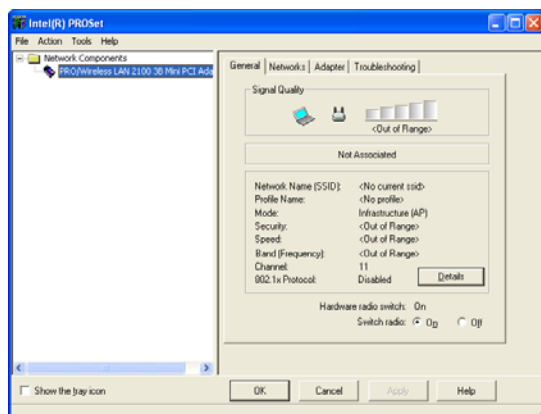 Intel(R) PROSet
File Action Tools Help
Network Components
PRO/Wireless LAN 2100 3B Mini PCI Ada
General Networks Adapter Troubleshooting
Signal Quality
<Out of Range>
Not Associated
Network Name (SSID): <No current ssid>
Profile Name: <No profile>
Mode: Infrastructure (AP)
Security: <Out of Range>
Speed: <Out of Range>
Band (Frequency): <Out of Range>
Channel: 11
802.1x Protocol: Disabled
Details
Hardware radio switch: On
Switch radio: On Off
Show the tray icon
OK Cancel Apply Help